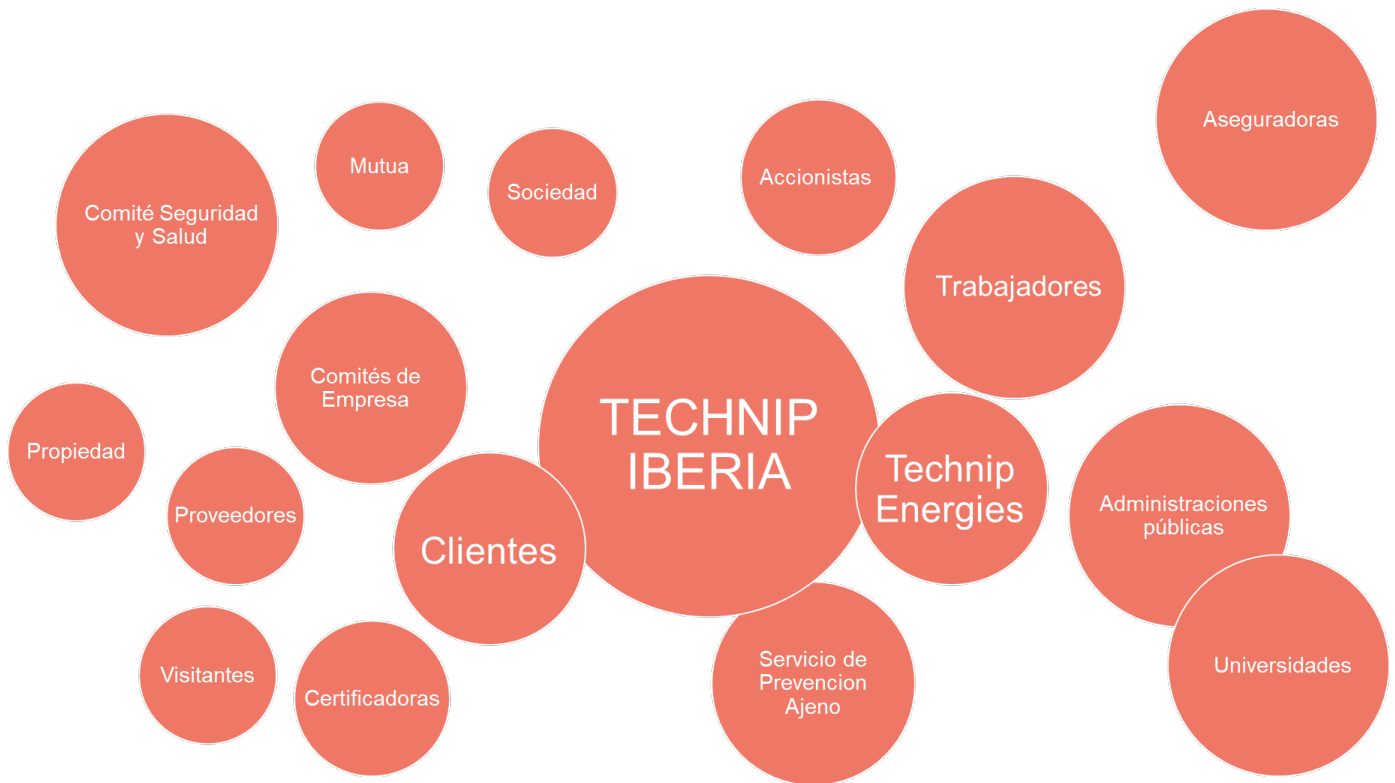 Aseguradoras
Mutua
Sociedad
Accionistas
Comité Seguridad
y Salud
Trabajadores
Comités de
Empresa
TECHNIP
IBERIA
Propiedad
Technip
Energies
Proveedores
Clientes
Administraciones
públicas
Visitantes
Certificadoras
Servicio de
Prevencion
Ajeno
Universidades